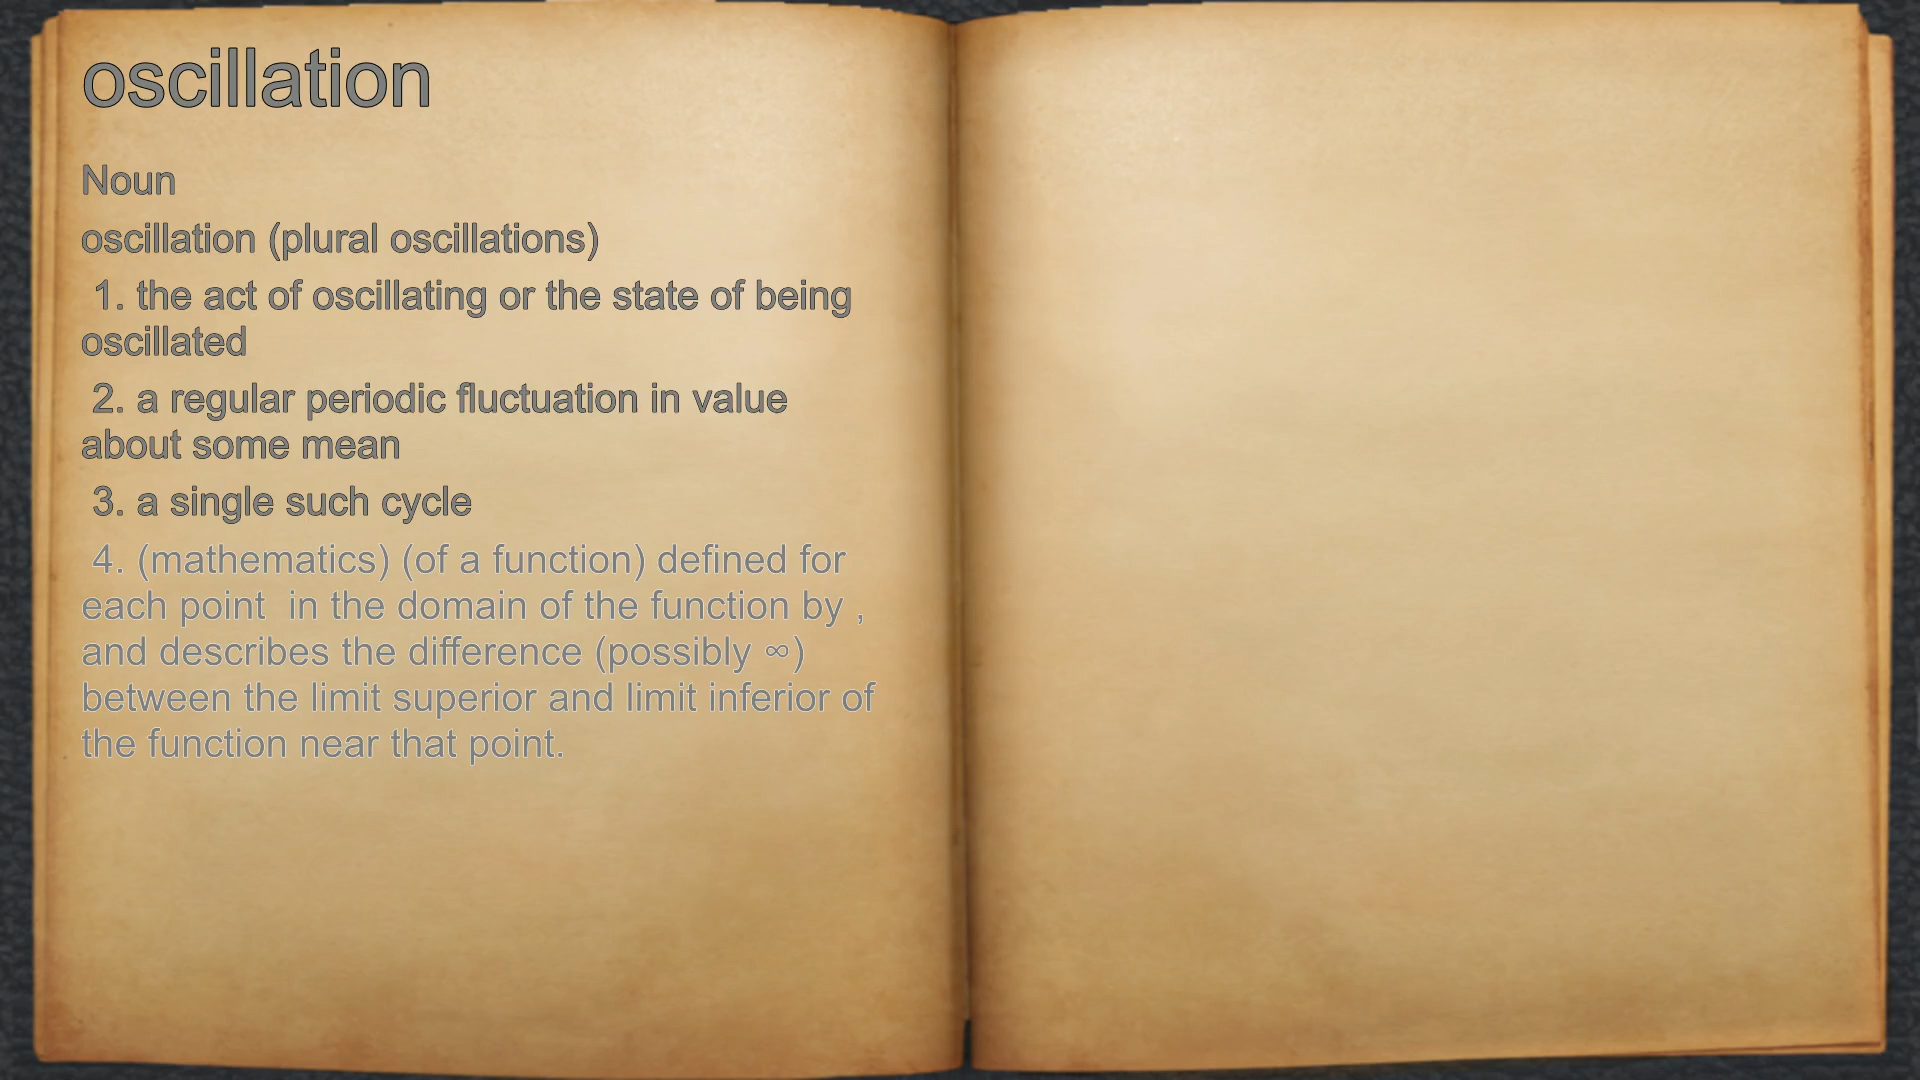 oscillation
Noun
oscillation (plural oscillations)
1. the act of oscillating or the state of being
oscillated
2. a regular periodic fluctuation in value
about some mean
3. a single such cycle
4. (mathematics) (of a function) defined for
each point  in the domain of the function by ,
and describes the difference (possibly ∞)
between the limit superior and limit inferior of
the function near that point.